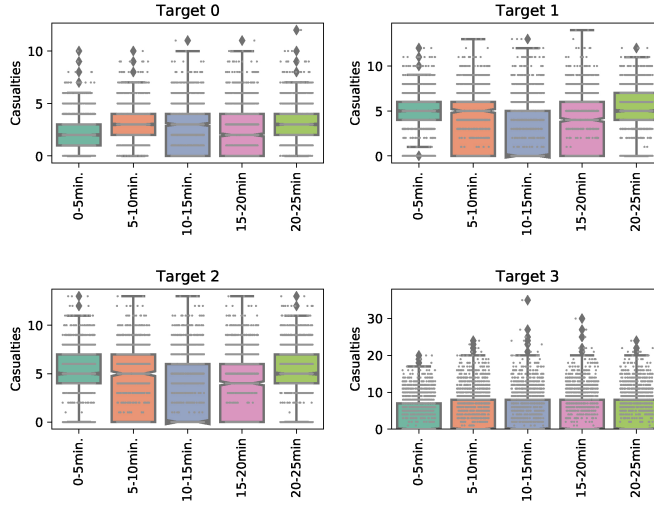 Target 0
Casualties
10
5
0
0-5min.
5-10min.
10-15min.
15-20min
20-25min
Target 1
Casualties
10
5
0
0-5min.
5-10min.
10-15min.
15-20min
20-25min
Target 2
Casualties
10
5
0
0-5min.
5-10min.
10-15min.
15-20min
20-25min
Target 3
Casualties
30
20
10
0
0-5min.
5-10min.
10-15min.
15-20min
20-25min